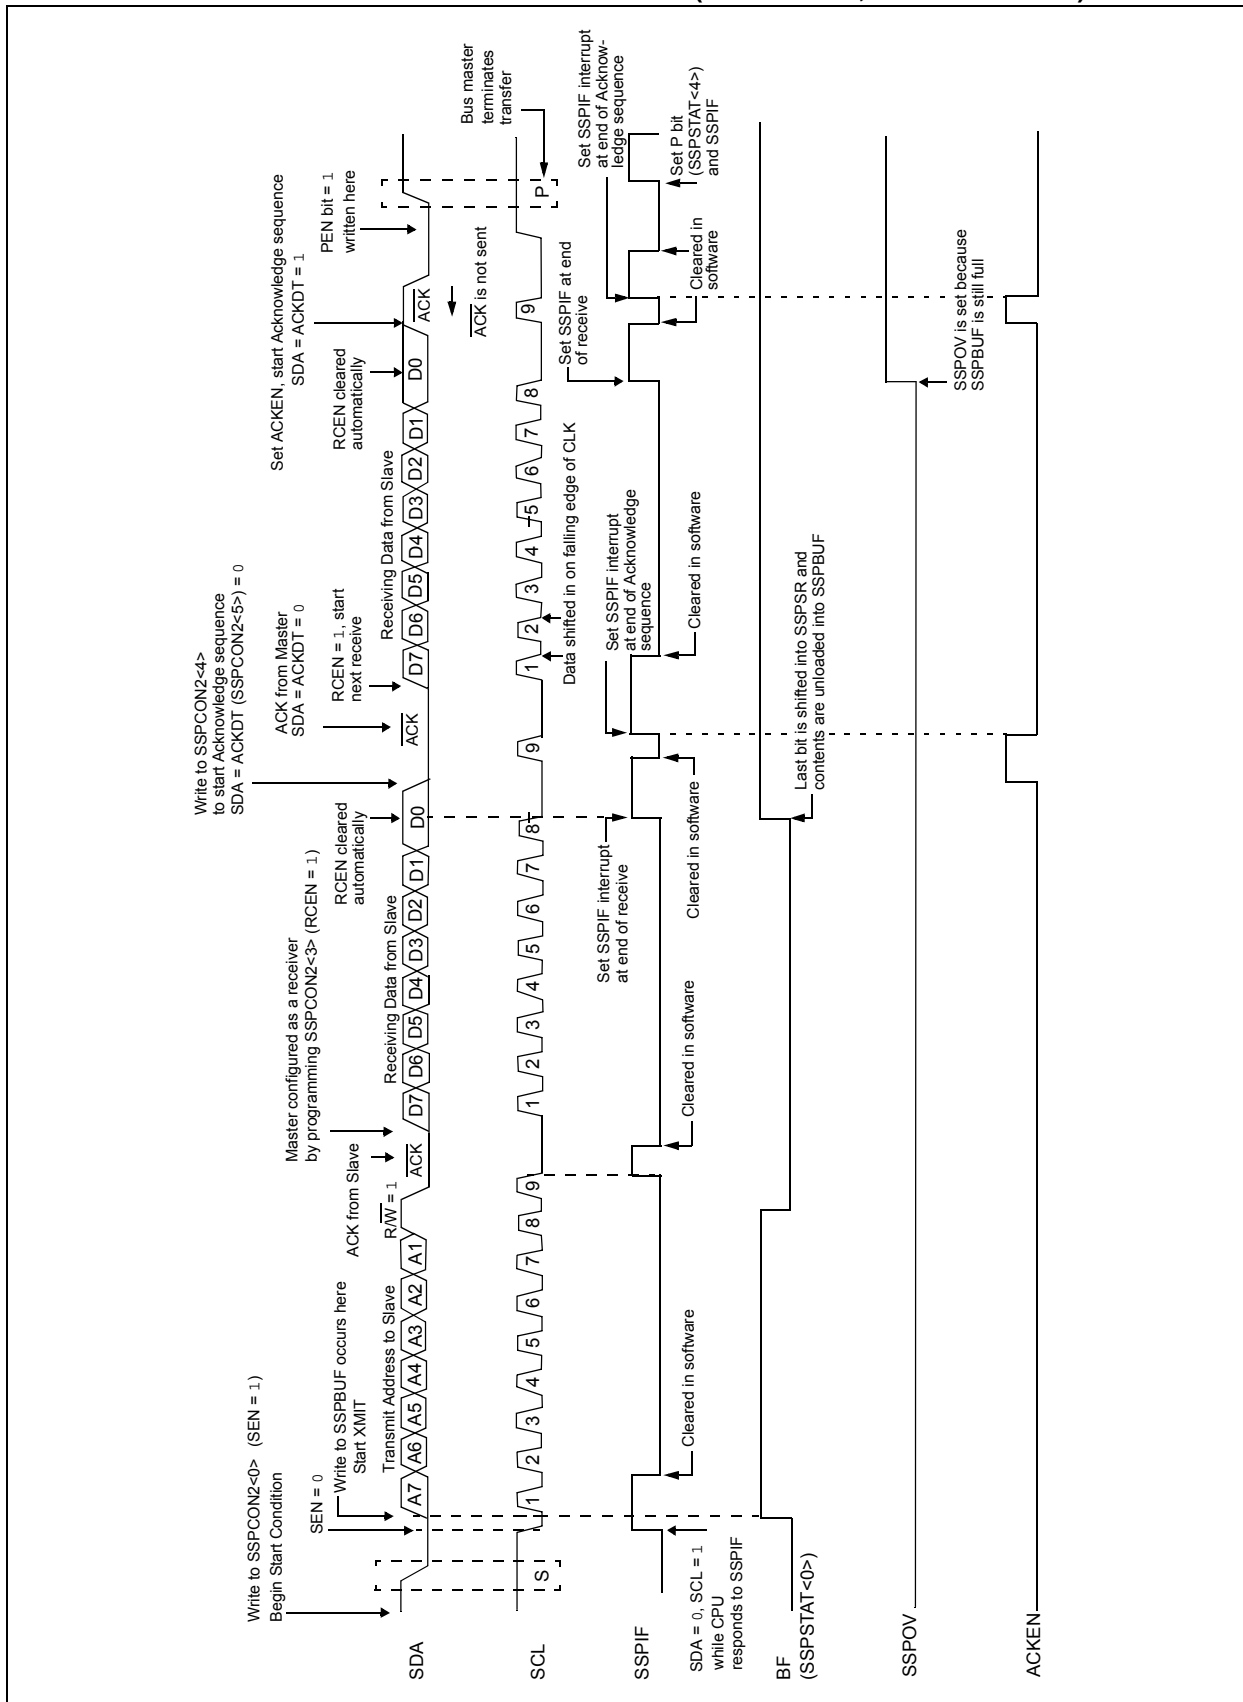 Write to SSPCON2<0> (SEN = 1)
Begin Start Condition
SEN = 0
Write to SSPBUF occurs here
Start XMIT
Transmit Address to Slave
ACK from Slave
R/W = 1
Master configured as a receiver
by programming SSPCON2<3> (RCEN = 1)
Receiving Data from Slave
RCEN cleared
automatically
Write to SSPCON2<4>
to start Acknowledge sequence
SDA = ACKDT (SSPCON2<5>) = 0
ACK from Master
SDA = ACKDT = 0
RCEN = 1, start
next receive
Receiving Data from Slave
RCEN cleared
automatically
Set ACKEN, start Acknowledge sequence
SDA = ACKDT = 1
PEN bit = 1
written here
SDA
A7 A6 A5 A4 A3 A2 A1
ACK
D7 D6 D5 D4 D3 D2 D1 D0
ACK
D7 D6 D5 D4 D3 D2 D1 D0
ACK
ACK is not sent
Bus master
terminates
transfer
SCL
S
1 2 3 4 5 6 7 8 9
1 2 3 4 5 6 7 8 9
1 2 3 4 5 6 7 8 9
P
Data shifted in on falling edge of CLK
Set SSPIF interrupt
at end of receive
Set SSPIF interrupt
at end of Acknowledge
sequence
Set SSPIF at end
of receive
Set SSPIF interrupt
at end of Acknow-
ledge sequence
SSPIF
SDA = 0, SCL = 1
while CPU
responds to SSPIF
Cleared in software
Cleared in software
Cleared in software
Cleared in software
Cleared in
software
Set P bit
(SSPSTAT<4>)
and SSPIF
BF
(SSPSTAT<0>)
Last bit is shifted into SSPSR and
contents are unloaded into SSPBUF
SSPOV
SSPOV is set because
SSPBUF is still full
ACKEN